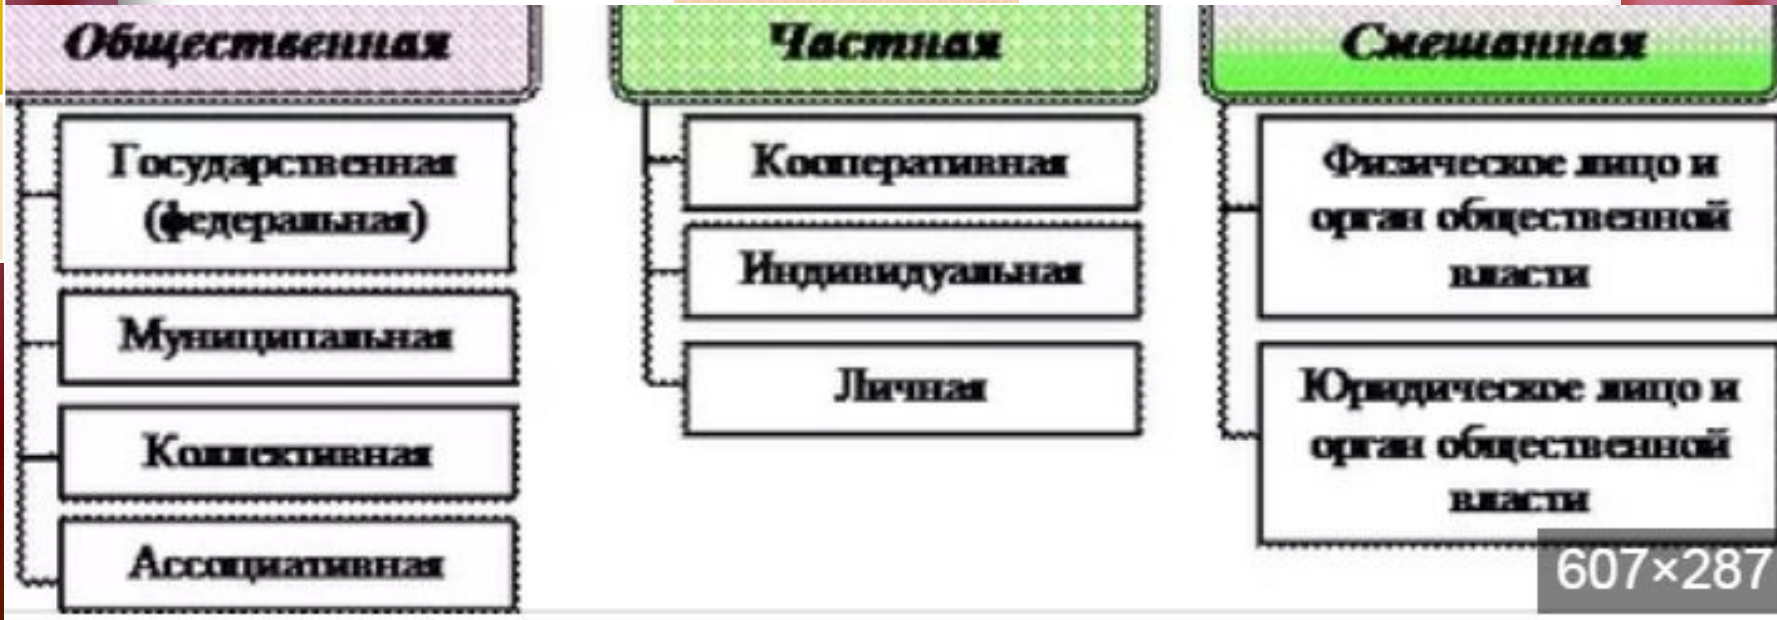 Общественная
Государственная
(федеральная)
Муниципальная
Коллективная
Ассоциативная
Частная
Кооперативная
Индивидуальная
Личная
Смешанная
Физическое лицо и
орган общественной
власти
Юридическое лицо и
орган общественной
власти
607×287